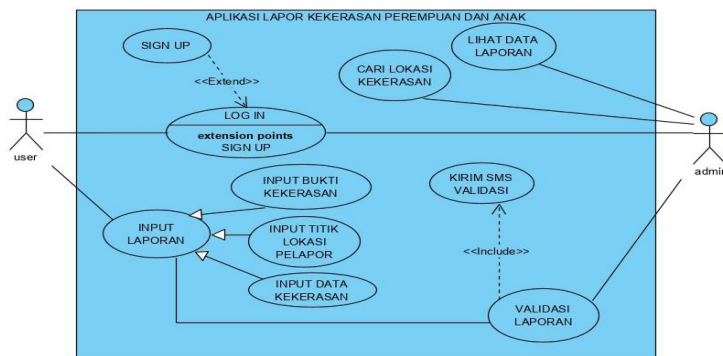 APLIKASI LAPOR KEKERASAN PEREMPUAN DAN ANAK
SIGN UP
LIHAT DATA
LAPORAN
CARI LOKASI
KEKERASAN
<<Extend>>
LOG IN
extension points
SIGN UP
user
admin
INPUT BUKTI
KEKERASAN
KIRIM SMS
VALIDASI
INPUT
LAPORAN
INPUT TITIK
LOKASI
PELAPOR
<<Include>>
INPUT DATA
KEKERASAN
VALIDASI
LAPORAN